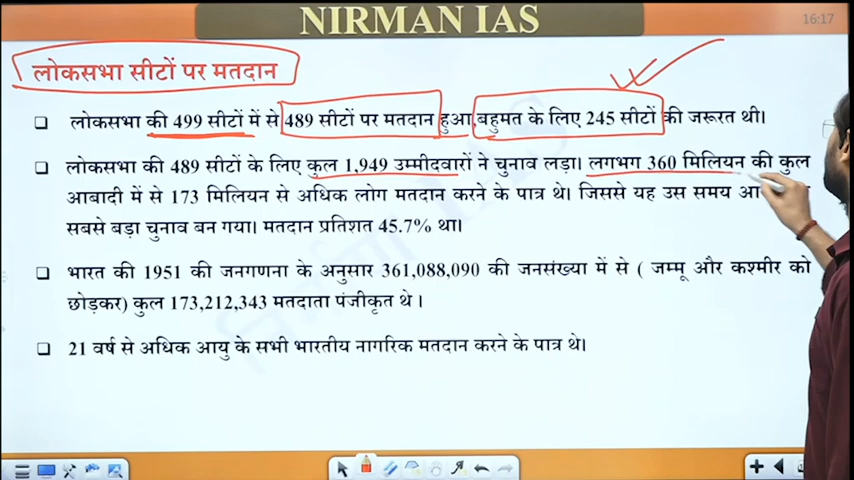 NIRMAN IAS
16:17
लोकसभा सीटों पर मतदान
लोकसभा की 499 सीटों में से 489 सीटों पर मतदान हुआ,बहुमत के लिए 245 सीटों की जरूरत थी।
लोकसभा की 489 सीटों के लिए कुल 1,949 उम्मीदवारों ने चुनाव लड़ा। लगभग 360 मिलियन की कुल
आबादी में से 173 मिलियन से अधिक लोग मतदान करने के पात्र थे। जिससे यह उस समय
सबसे बड़ा चुनाव बन गया। मतदान प्रतिशत 45.7% था।
भारत की 1951 की जनगणना के अनुसार 361,088,090 की जनसंख्या में से ( जम्मू और कश्मीर को
छोड़कर) कुल 173,212,343 मतदाता पंजीकृत थे ।
21 वर्ष से अधिक आयु के सभी भारतीय नागरिक मतदान करने के पात्र थे।